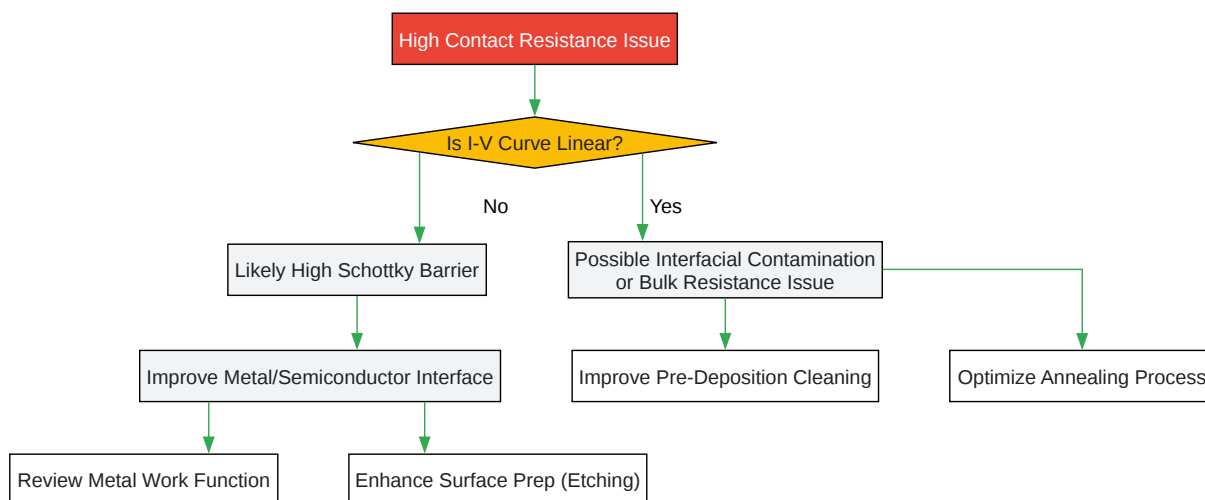 High Contact Resistance Issue
Is I-V Curve Linear?
No
Yes
Likely High Schottky Barrier
Possible Interfacial Contamination
or Bulk Resistance Issue
Improve Metal/Semiconductor Interface
Improve Pre-Deposition Cleaning
Optimize Annealing Process
Review Metal Work Function
Enhance Surface Prep (Etching)